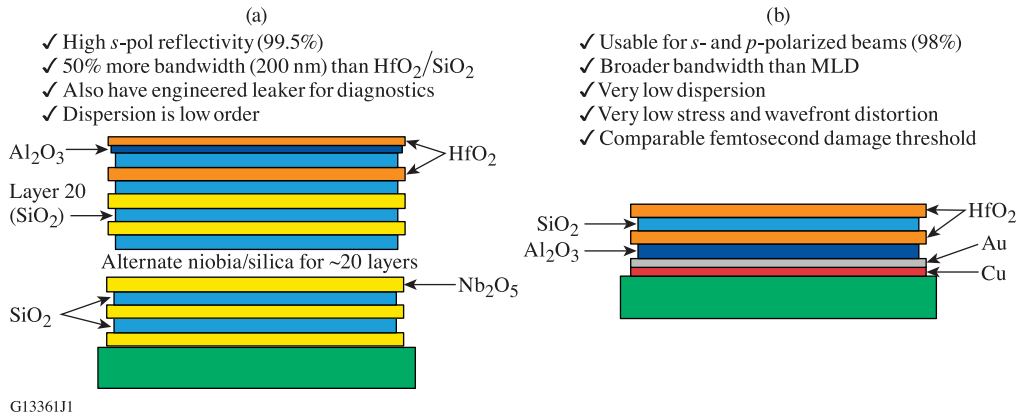 (a)
✓ High s-pol reflectivity (99.5%)
✓ 50% more bandwidth (200 nm) than HfO₂/SiO₂
✓ Also have engineered leaker for diagnostics
✓ Dispersion is low order
Al₂O₃
HfO₂
Layer 20
(SiO₂)
Alternate niobia/silica for ~20 layers
Nb₂O₅
SiO₂
(b)
✓ Usable for s- and p-polarized beams (98%)
✓ Broader bandwidth than MLD
✓ Very low dispersion
✓ Very low stress and wavefront distortion
✓ Comparable femtosecond damage threshold
HfO₂
SiO₂
Al₂O₃
Au
Cu
G13361J1